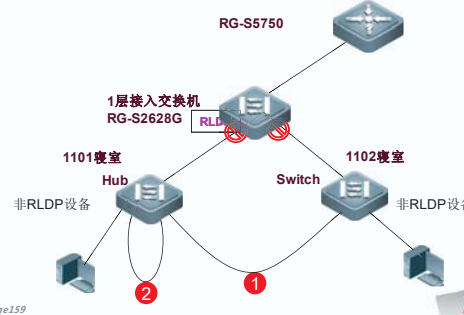 RG-S5750
1层接入交换机
RG-S2628G
RLD
1101寝室
1102寝室
Hub
Switch
非RLDP设备
非RLDP设
1
2
ge159